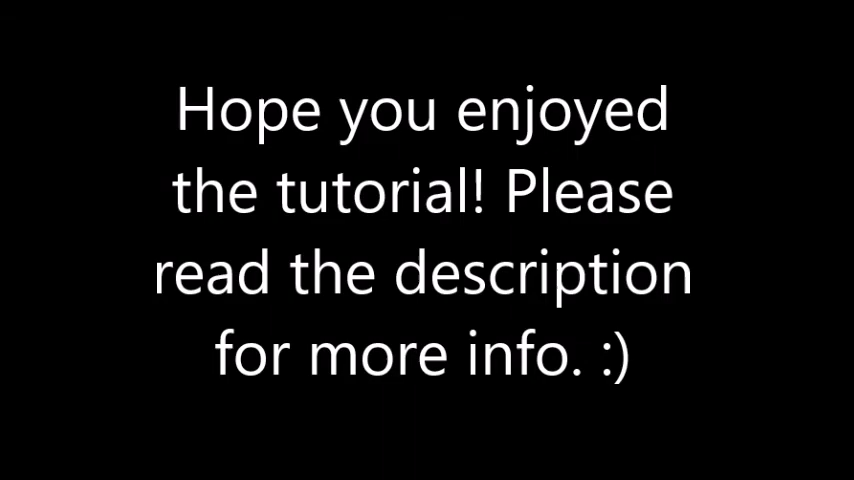 Hope you enjoyed
the tutorial! Please
read the description
for more info. :)